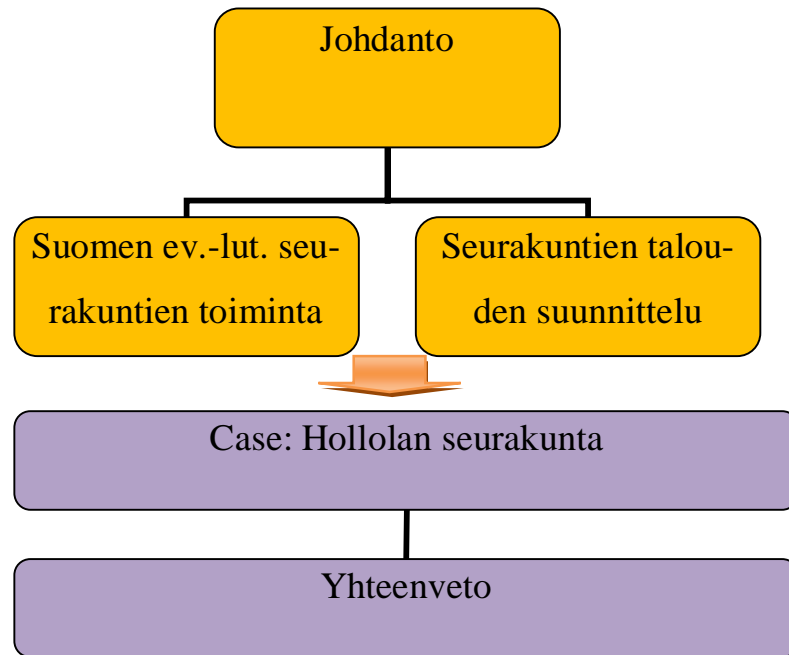 Johdanto
Suomen ev.-lut. seu-
rakuntien toiminta
Seurakuntien talou-
den suunnittelu
Case: Hollolan seurakunta
Yhteenveto